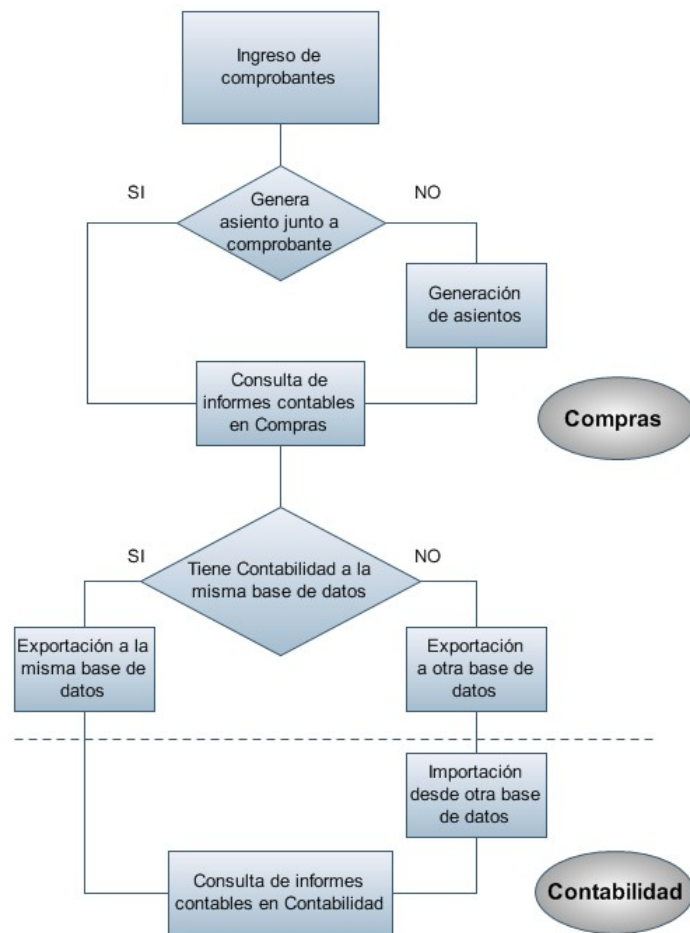 Ingreso de
comprobantes
SI
NO
Genera
asiento junto a
comprobante
Generación
de asientos
Consulta de
informes contables
en Compras
Compras
SI
NO
Tiene Contabilidad a la
misma base de datos
Exportación a la
misma base de
datos
Exportación
a otra base de
datos
Importación
desde otra base
de datos
Consulta de informes
contables en Contabilidad
Contabilidad